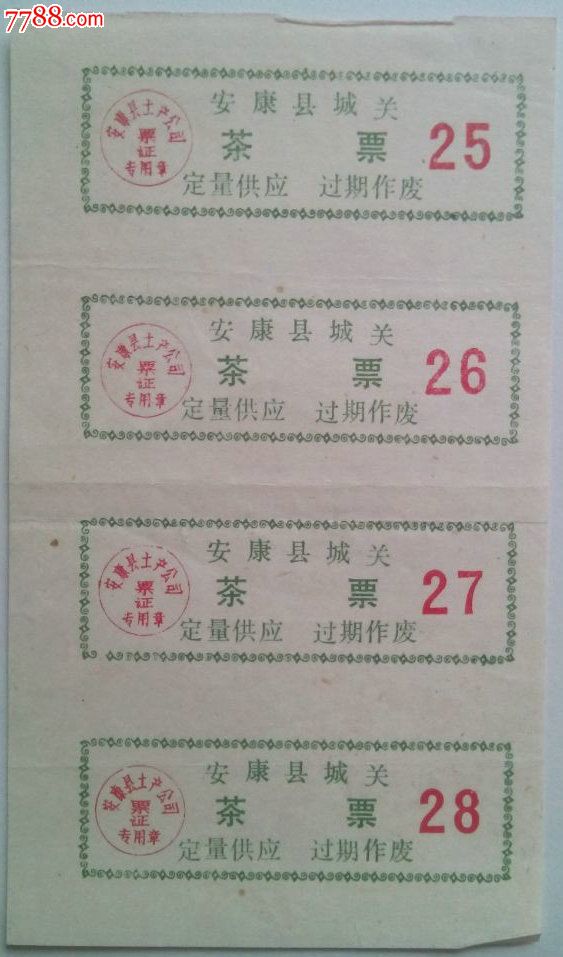 7788.com
安康县城关
茶票
25
定量供应 过期作废
安康县土产公司
票证
专用章
安康县城关
茶票
26
定量供应 过期作废
安康县土产公司
票证
专用章
安康县城关
茶票
27
定量供应 过期作废
安康县土产公司
票证
专用章
安康县城关
茶票
28
定量供应 过期作废
安康县土产公司
票证
专用章